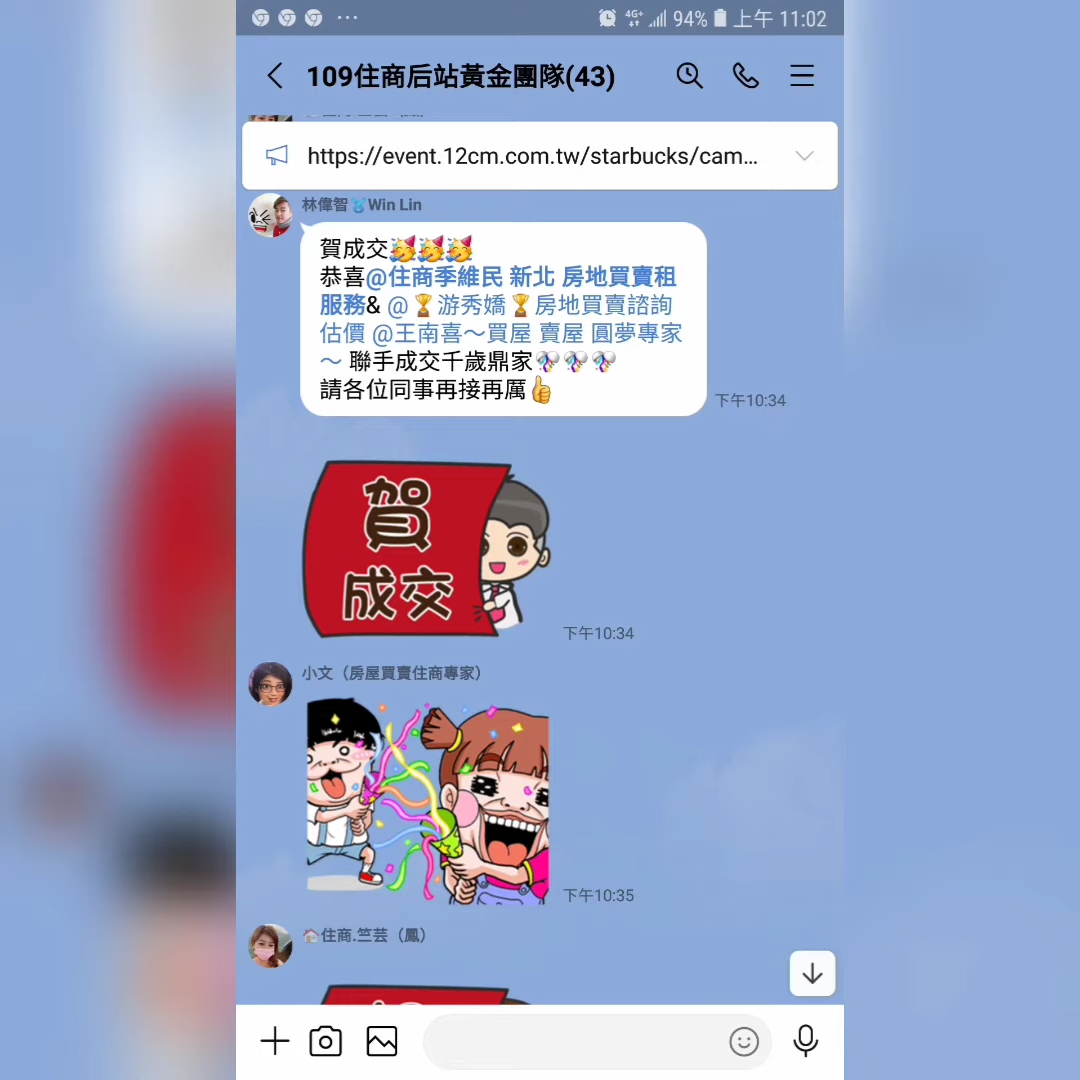 4G+ 94% 上午 11:02
109住商后站黃金團隊(43)
https://event.12cm.com.tw/starbucks/cam…
林偉智🥈Win Lin
賀成交🥳🥳🥳
恭喜@住商季維民 新北 房地買賣租
服務& @🏆游秀嬌🏆房地買賣諮詢
估價 @王南喜～買屋 賣屋 圓夢專家
～ 聯手成交千歲鼎家🎊🎊🎊
請各位同事再接再厲👍
下午10:34
賀
成交
下午10:34
小文（房屋買賣住商專家）
下午10:35
🏠住商.竺芸（鳳）